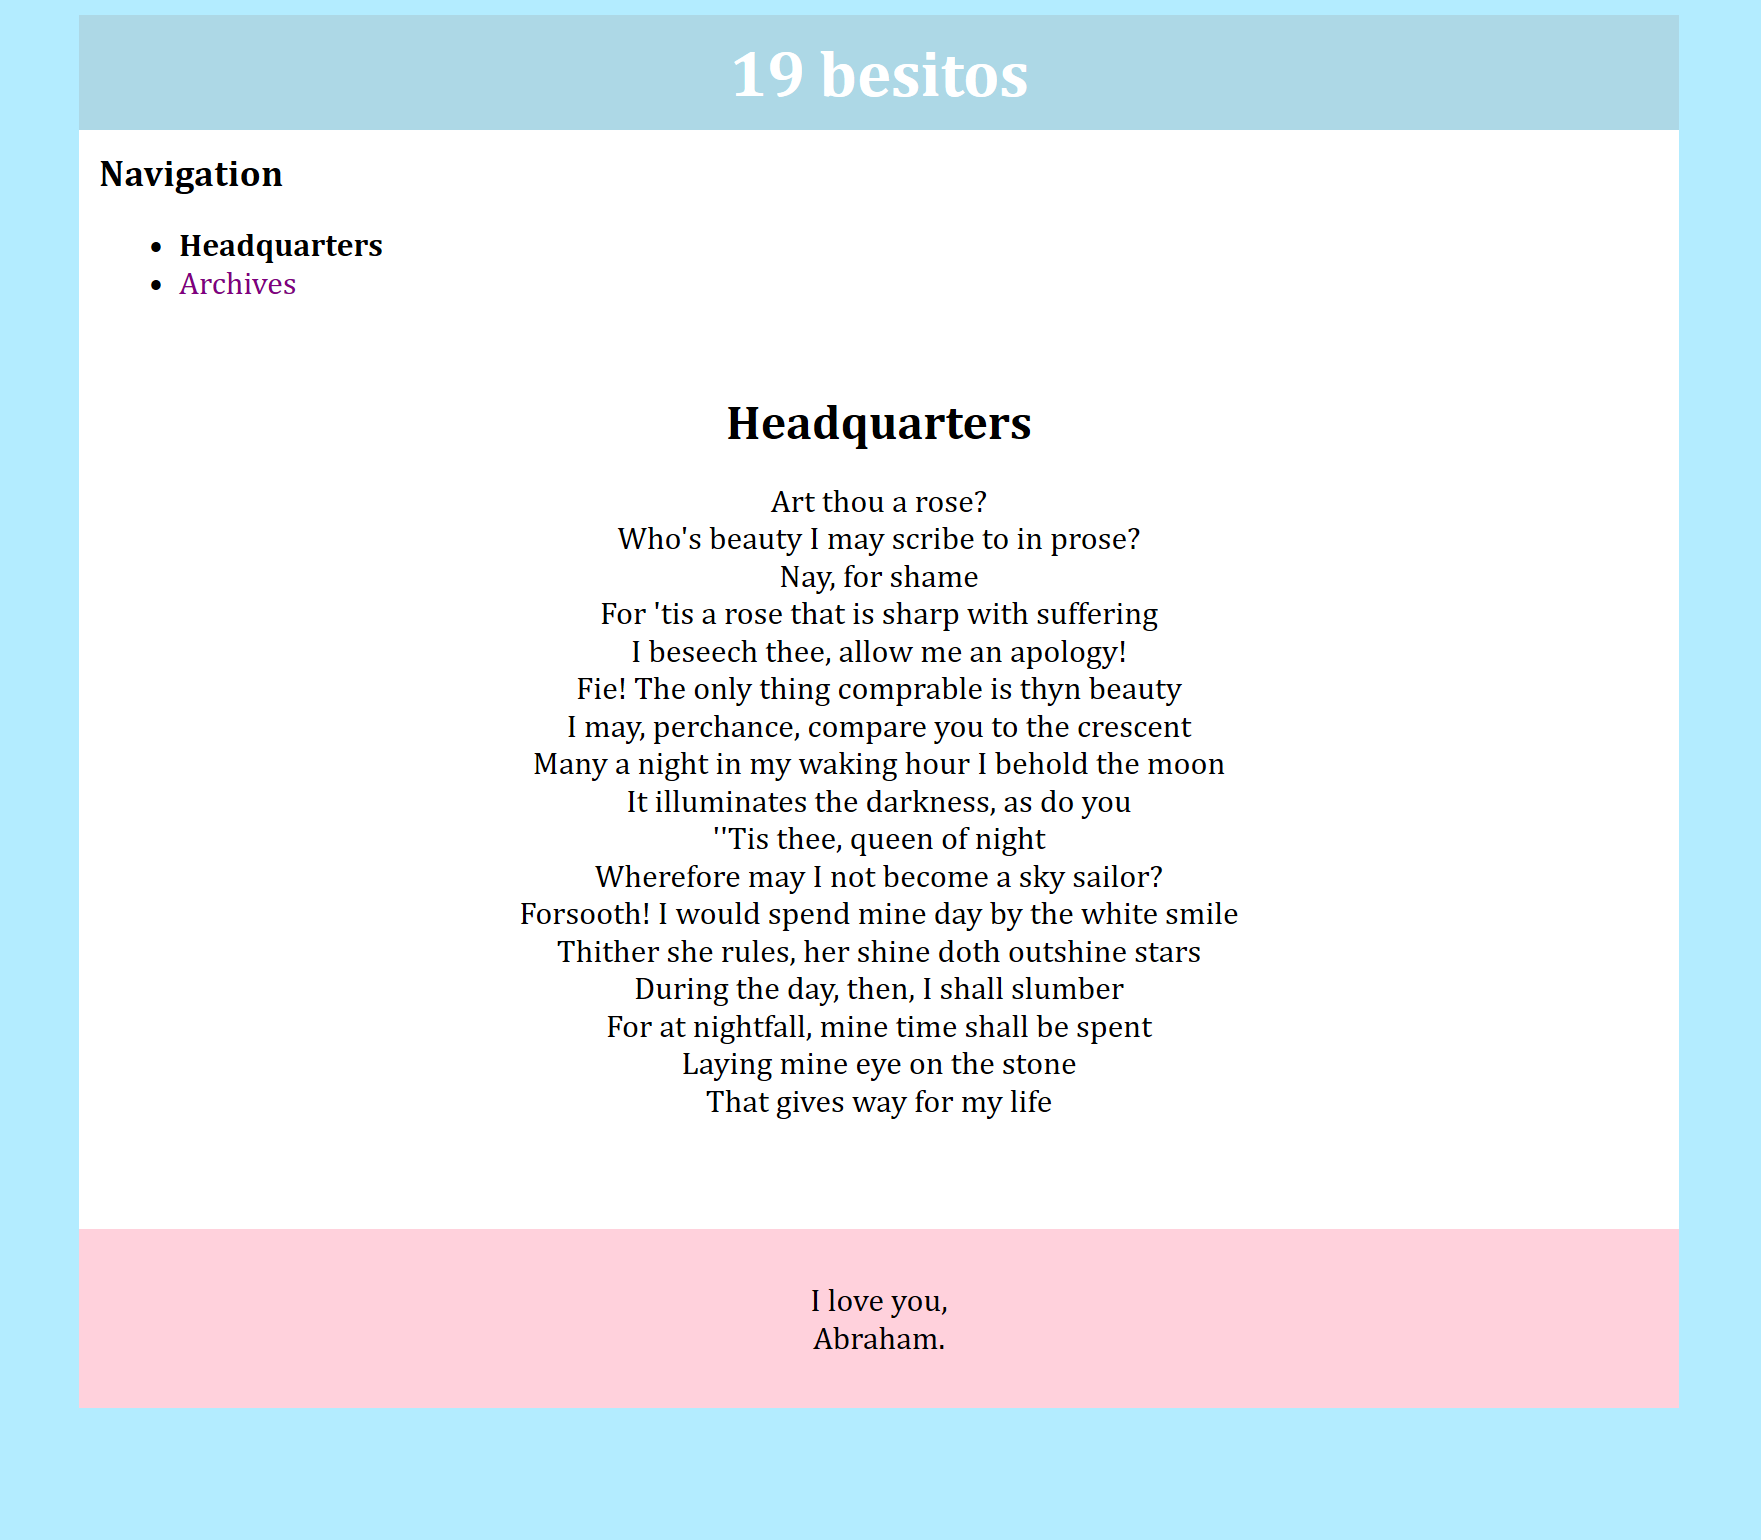 19 besitos
Navigation
• Headquarters
• Archives
Headquarters
Art thou a rose?
Who's beauty I may scribe to in prose?
Nay, for shame
For 'tis a rose that is sharp with suffering
I beseech thee, allow me an apology!
Fie! The only thing comprable is thyn beauty
I may, perchance, compare you to the crescent
Many a night in my waking hour I behold the moon
It illuminates the darkness, as do you
''Tis thee, queen of night
Wherefore may I not become a sky sailor?
Forsooth! I would spend mine day by the white smile
Thither she rules, her shine doth outshine stars
During the day, then, I shall slumber
For at nightfall, mine time shall be spent
Laying mine eye on the stone
That gives way for my life
I love you,
Abraham.